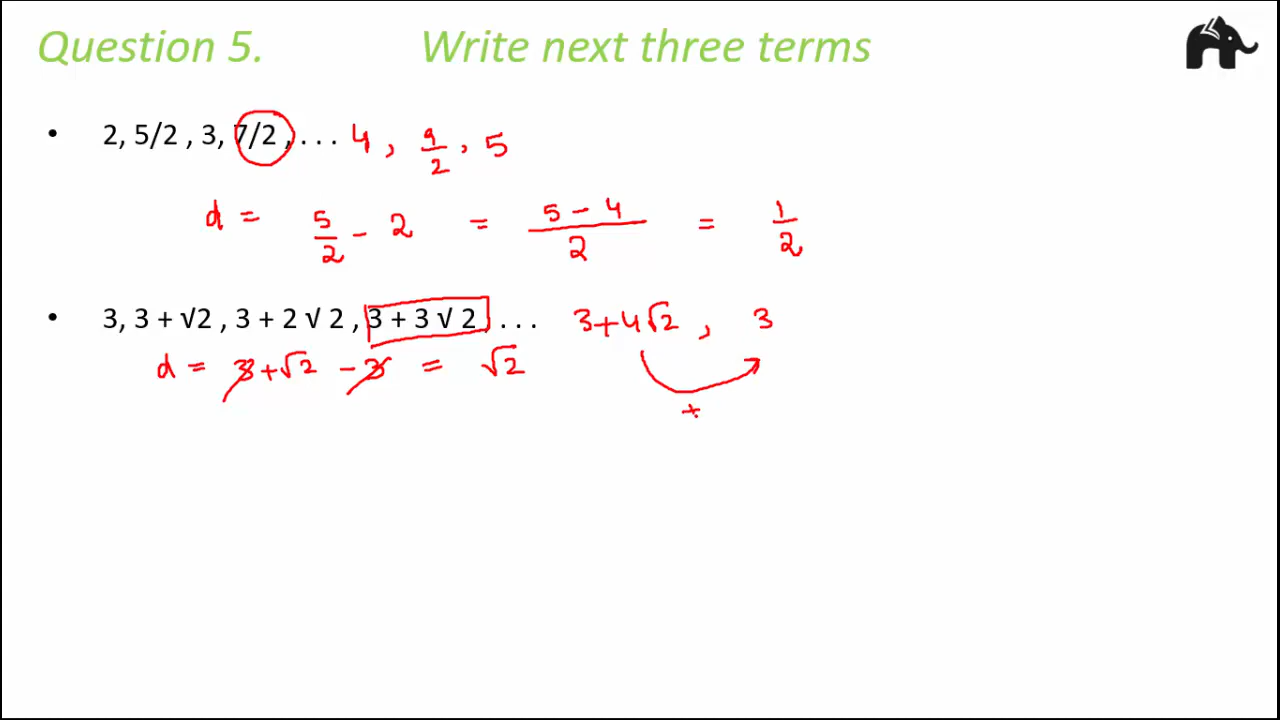 Question 5. Write next three terms
• 2, 5/2 , 3, 7/2 , . . . 4 , 9/2 , 5
d = 5/2 - 2 = (5 - 4)/2 = 1/2
• 3, 3 + √2 , 3 + 2 √ 2 , 3 + 3 √ 2 , . . . 3+4√2 , 3
d = 3+√2 - 3 = √2
+